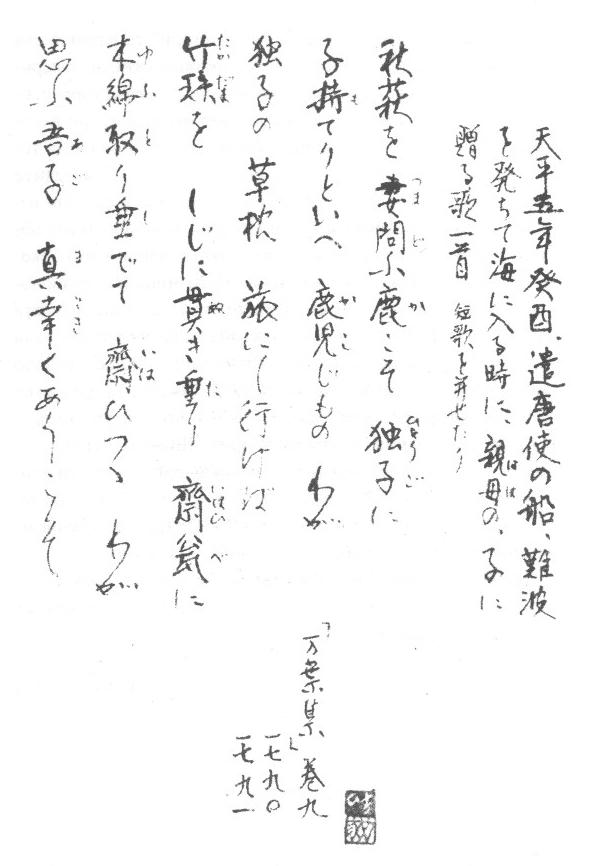 天平五年癸酉、遣唐使の船、難波
を発ちて海に入る時に、親母の、子に
贈る歌一首 短歌を并せたり
秋萩を 妻問ふ鹿こそ 独子に
子持てりといへ 鹿児じもの わが
独子の 草枕 旅にし行けば
竹珠を しじに貫き垂り 齋瓮に
木綿取り垂でて 齋ひつつ わが
思ふ吾子 真幸くありこそ
「万葉集」巻九
一七九〇
一七九一